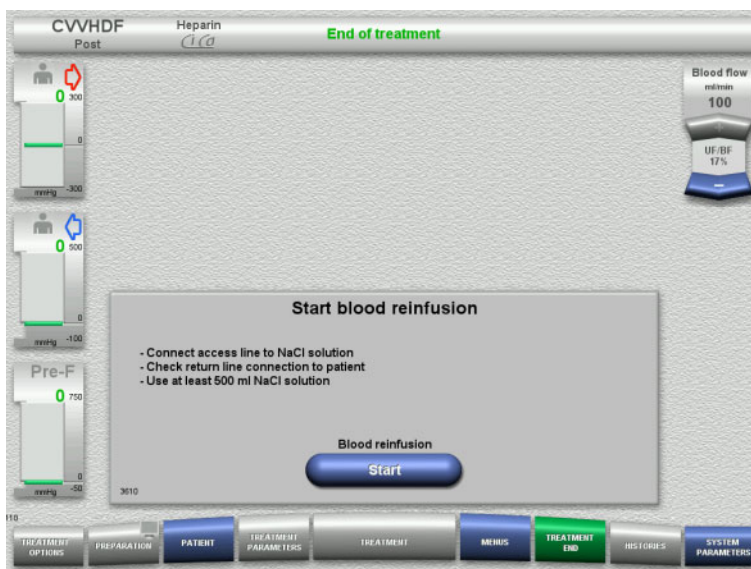 CVVHDF
Post
Heparin
Ci Ca
End of treatment
0
300
0
mmHg
-300
0
500
0
mmHg
-100
Pre-F
0
750
0
mmHg
-50
Blood flow
ml/min
100
+
UF/BF
17%
-
Start blood reinfusion
- Connect access line to NaCl solution
- Check return line connection to patient
- Use at least 500 ml NaCl solution
Blood reinfusion
Start
3610
TREATMENT
OPTIONS
PREPARATION
PATIENT
TREATMENT
PARAMETERS
TREATMENT
MENUS
TREATMENT
END
HISTORIES
SYSTEM
PARAMETERS